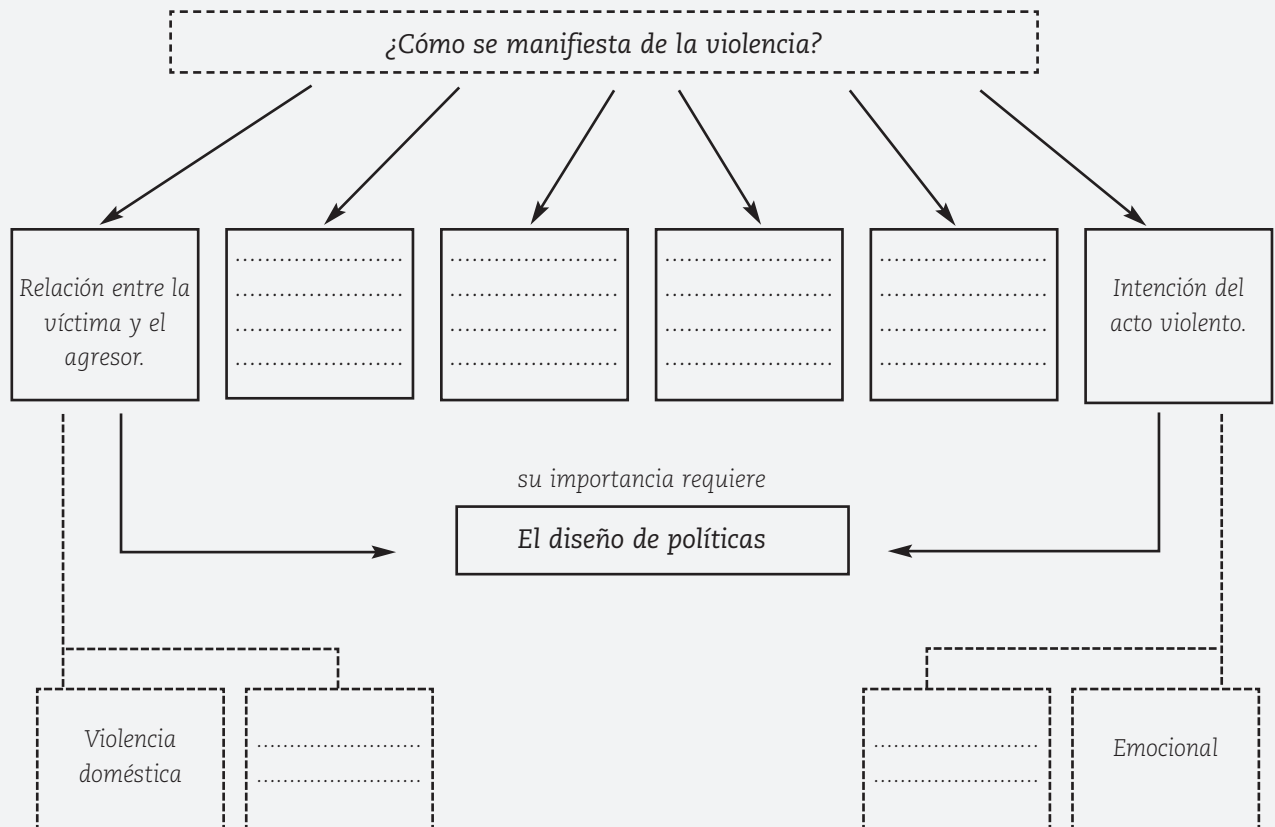 ¿Cómo se manifiesta de la violencia?
Relación entre la
víctima y el
agresor.
Intención del
acto violento.
su importancia requiere
El diseño de políticas
Violencia
doméstica
Emocional